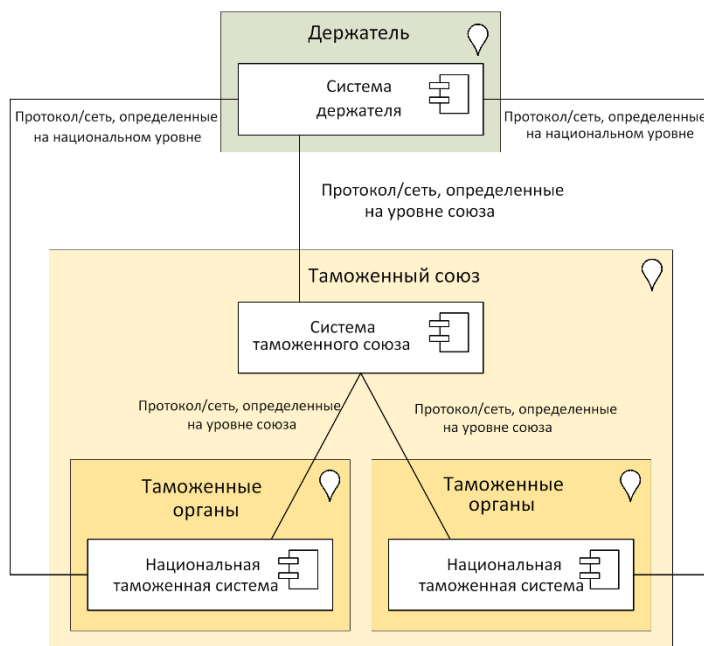 Держатель
Система
держателя
Протокол/сеть, определенные
на национальном уровне
Протокол/сеть, определенные
на национальном уровне
Протокол/сеть, определенные
на уровне союза
Таможенный союз
Система
таможенного союза
Протокол/сеть, определенные
на уровне союза
Протокол/сеть, определенные
на уровне союза
Таможенные
органы
Национальная
таможенная система
Таможенные
органы
Национальная
таможенная система